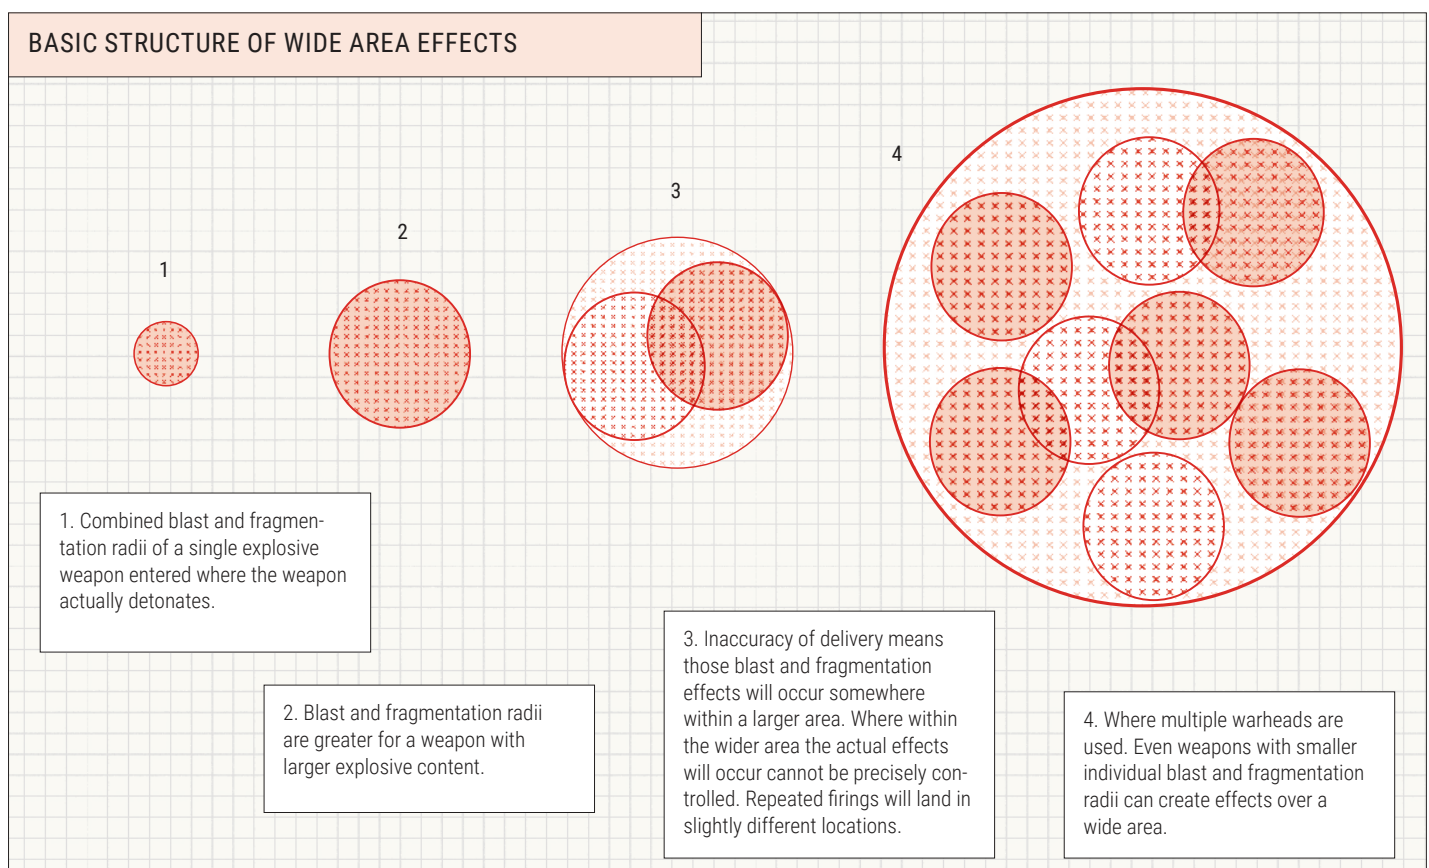 BASIC STRUCTURE OF WIDE AREA EFFECTS
1
2
3
4
1. Combined blast and fragmen-
tation radii of a single explosive
weapon entered where the weapon
actually detonates.
2. Blast and fragmentation radii
are greater for a weapon with
larger explosive content.
3. Inaccuracy of delivery means
those blast and fragmentation
effects will occur somewhere
within a larger area. Where within
the wider area the actual effects
will occur cannot be precisely con-
trolled. Repeated firings will land in
slightly different locations.
4. Where multiple warheads are
used. Even weapons with smaller
individual blast and fragmentation
radii can create effects over a
wide area.